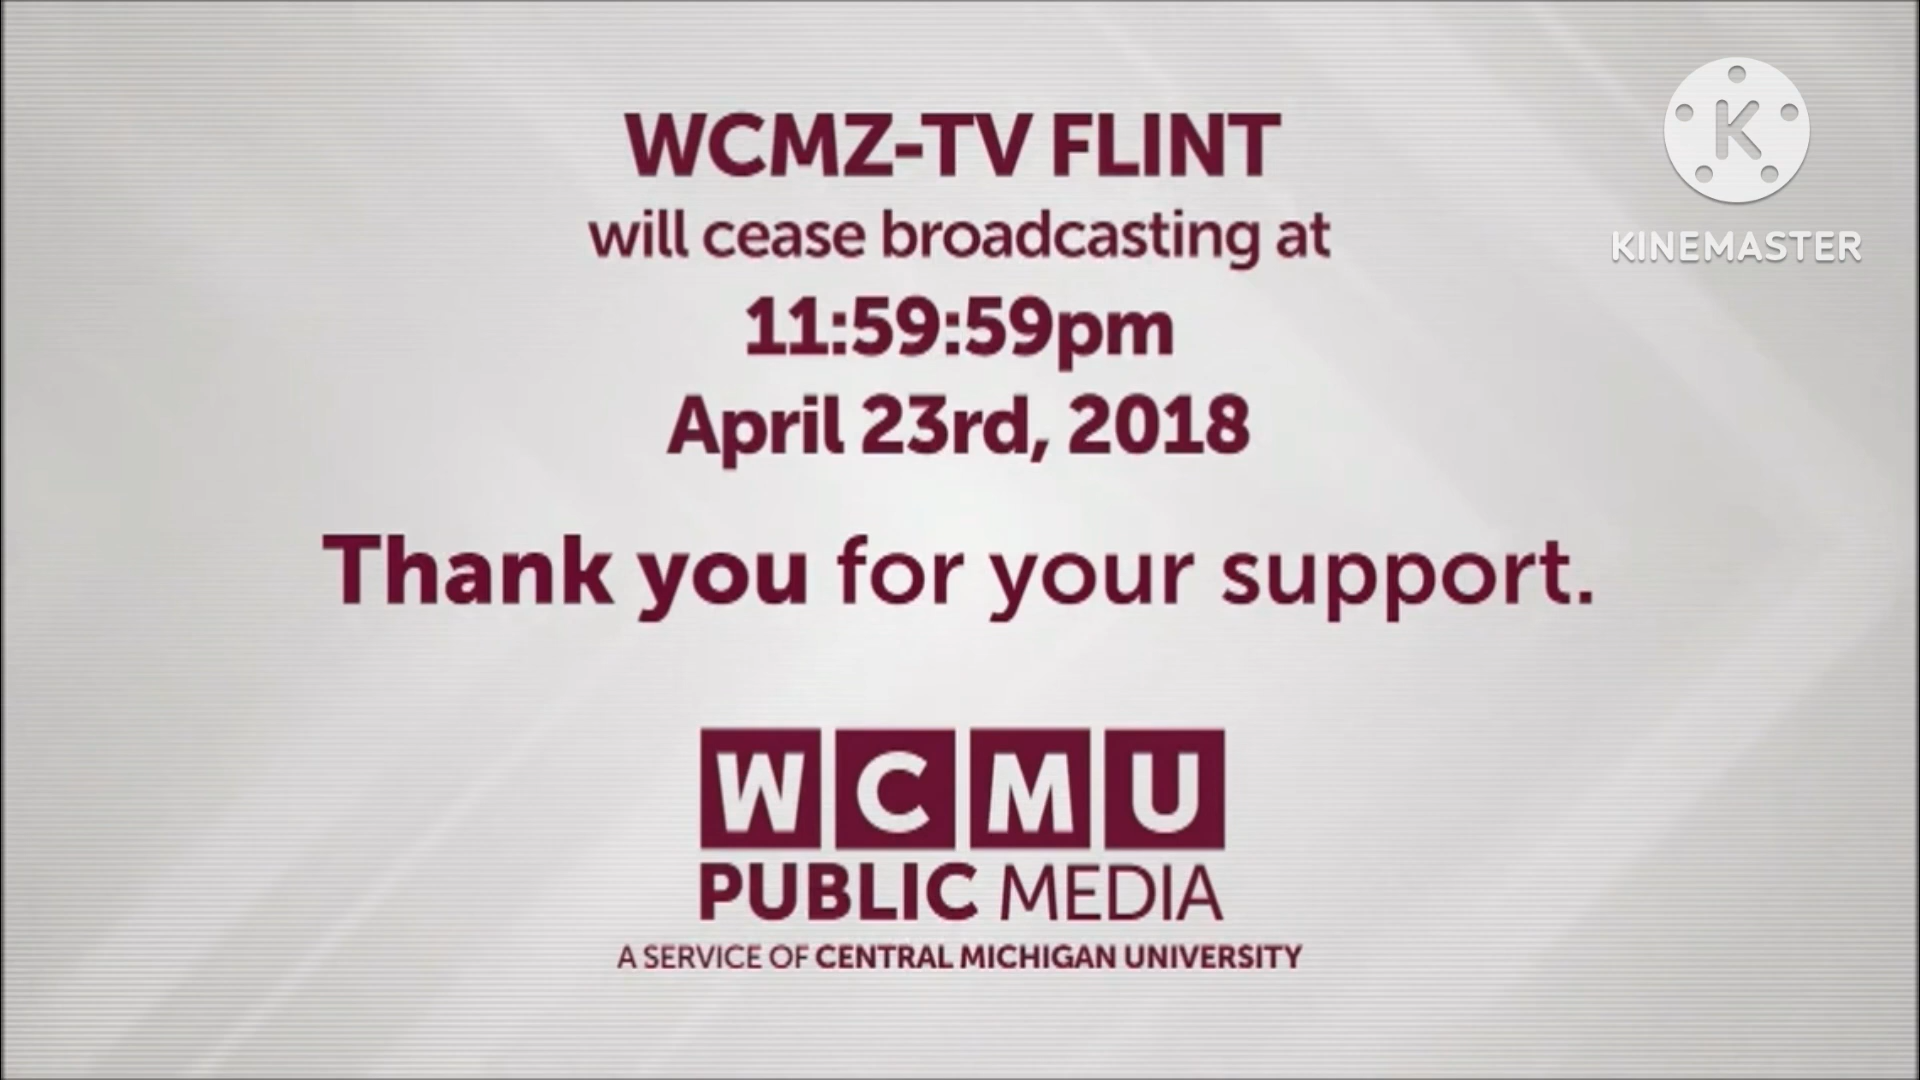 WCMZ-TV FLINT
will cease broadcasting at
11:59:59pm
April 23rd, 2018
Thank you for your support.
WCMU
PUBLIC MEDIA
A SERVICE OF CENTRAL MICHIGAN UNIVERSITY
K
KINEMASTER